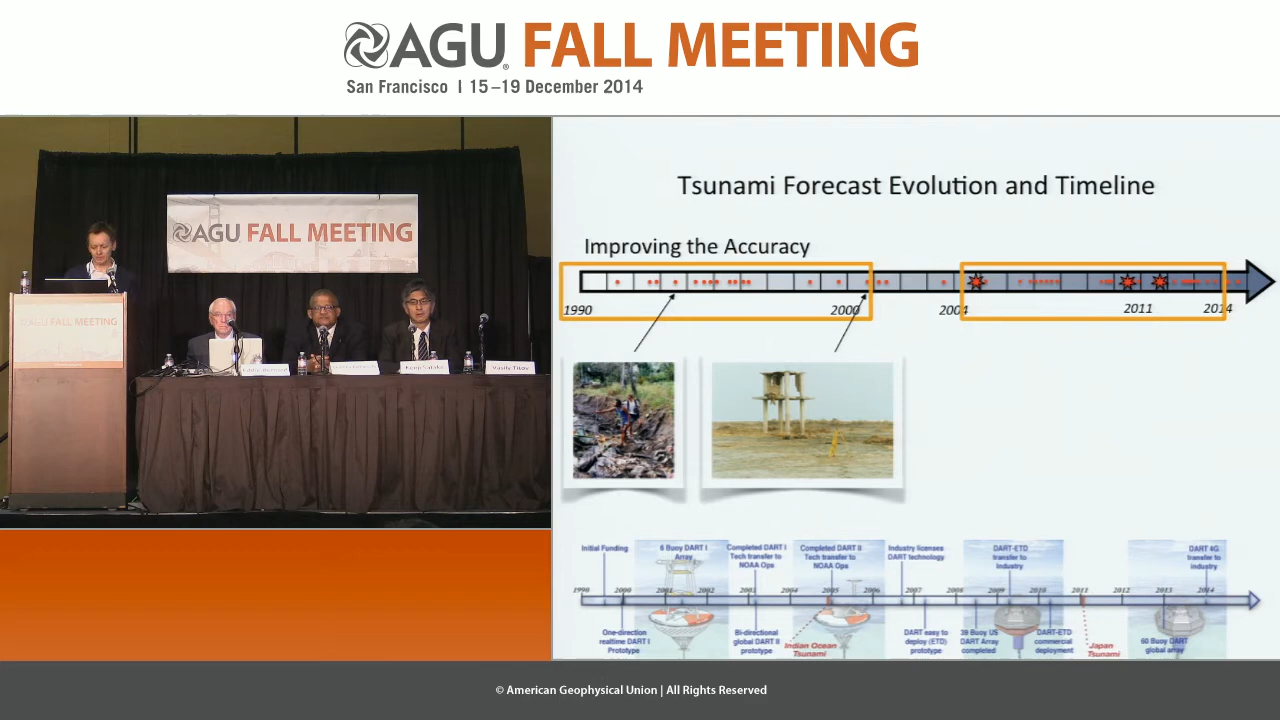 AGU FALL MEETING
San Francisco | 15–19 December 2014
AGU FALL MEETING
AGU FALL MEETING
Kenji Satake
Vasily Titov
Tsunami Forecast Evolution and Timeline
Improving the Accuracy
1990 2000 2004 2011 2014
Initial Funding
6 Buoy DART I
Array
Completed DART I
Tech transfer to
NOAA Ops
Completed DART II
Tech transfer to
NOAA Ops
Industry licenses
DART technology
DART-ETD
transfer to
Industry
DART 4G
transfer to
Industry
1990 2000 2001 2002 2003 2004 2005 2006 2007 2008 2009 2010 2011 2012 2013 2014
One-direction
realtime DART I
Prototype
Bi-directional
global DART II
Prototype
Indian Ocean
Tsunami
DART easy to
deploy (ETD)
prototype
39 Buoy US
DART Array
completed
DART-ETD
commercial
deployment
Japan
Tsunami
60 Buoy DART
global array
© American Geophysical Union | All Rights Reserved